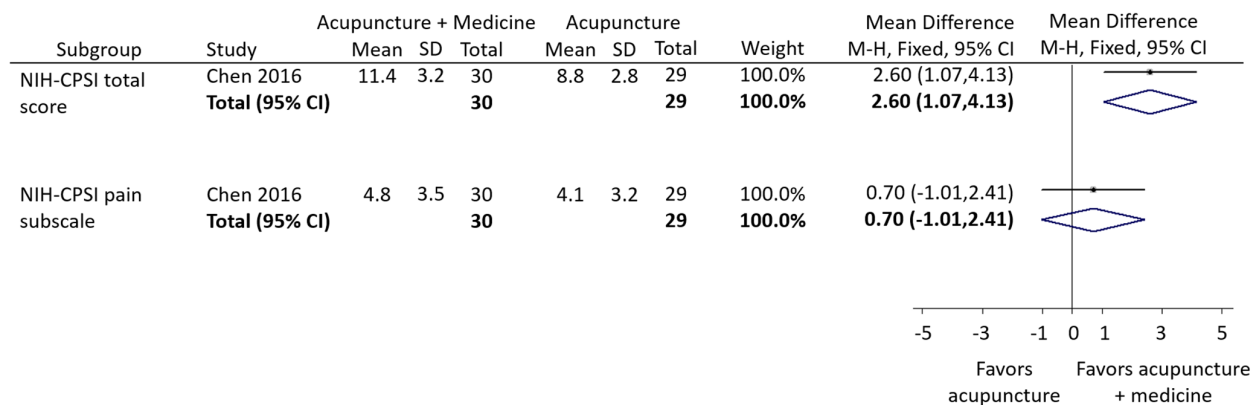 Acupuncture + Medicine Acupuncture Mean Difference Mean Difference
Subgroup Study Mean SD Total Mean SD Total Weight M-H, Fixed, 95% CI M-H, Fixed, 95% CI
NIH-CPSI total Chen 2016 11.4 3.2 30 8.8 2.8 29 100.0% 2.60 (1.07,4.13)
score Total (95% CI) 30 29 100.0% 2.60 (1.07,4.13)
NIH-CPSI pain Chen 2016 4.8 3.5 30 4.1 3.2 29 100.0% 0.70 (-1.01,2.41)
subscale Total (95% CI) 30 29 100.0% 0.70 (-1.01,2.41)
-5 -3 -1 0 1 3 5
Favors Favors acupuncture
acupuncture + medicine